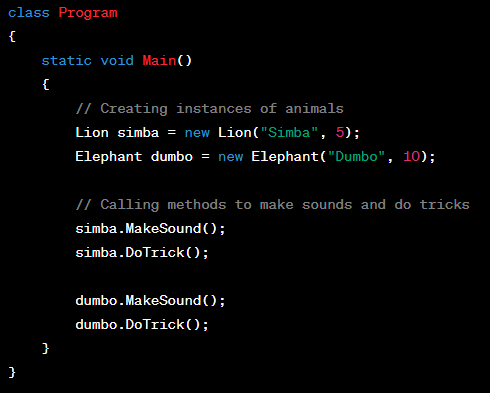 class Program
{
    static void Main()
    {
        // Creating instances of animals
        Lion simba = new Lion("Simba", 5);
        Elephant dumbo = new Elephant("Dumbo", 10);

        // Calling methods to make sounds and do tricks
        simba.MakeSound();
        simba.DoTrick();

        dumbo.MakeSound();
        dumbo.DoTrick();
    }
}